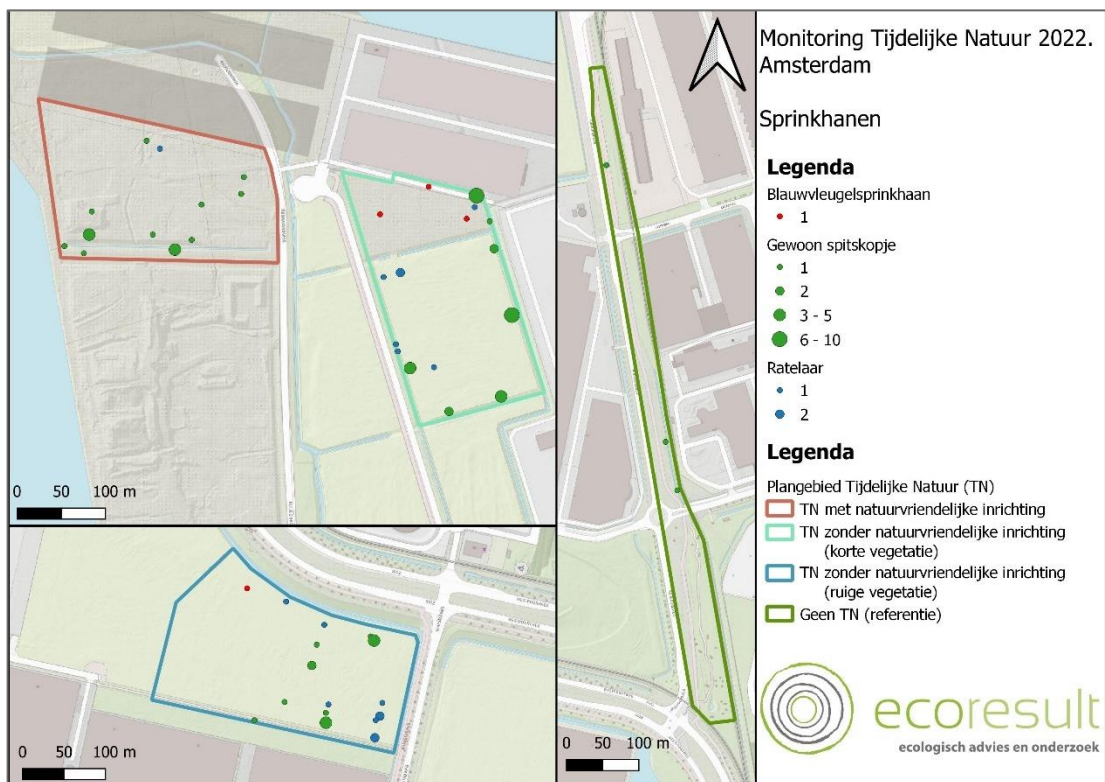 Monitoring Tijdelijke Natuur 2022.
Amsterdam
Sprinkhanen
Legenda
Blauwvleugelsprinkhaan
1
Gewoon spitskopje
1
2
3 - 5
6 - 10
Ratelaar
1
2
Legenda
Plangebied Tijdelijke Natuur (TN)
TN met natuurvriendelijke inrichting
TN zonder natuurvriendelijke inrichting
(korte vegetatie)
TN zonder natuurvriendelijke inrichting
(ruige vegetatie)
Geen TN (referentie)
ecoresult
ecologisch advies en onderzoek
0 50 100 m
0 50 100 m
0 50 100 m